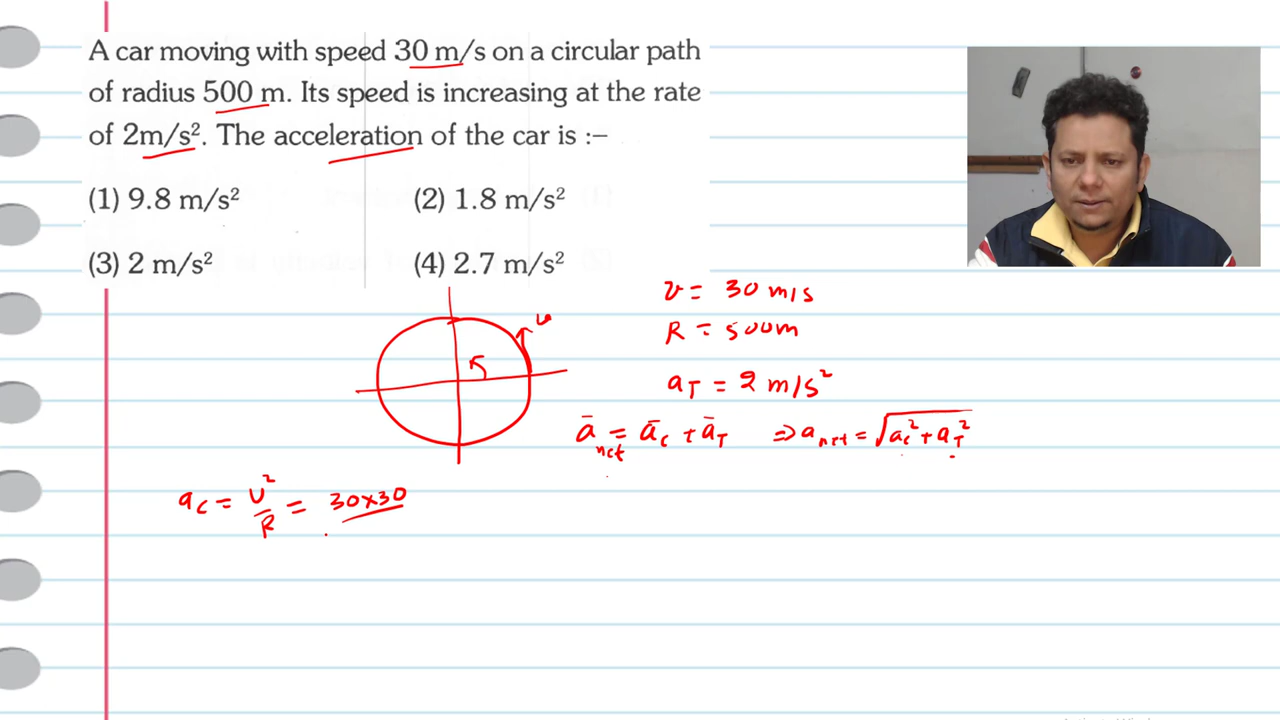 A car moving with speed 30 m/s on a circular path
of radius 500 m. Its speed is increasing at the rate
of 2m/s². The acceleration of the car is :–
(1) 9.8 m/s² (2) 1.8 m/s²
(3) 2 m/s² (4) 2.7 m/s²
v = 30 m/s
R = 500m
a_T = 2 m/s²
ā_net = ā_c + ā_T ⇒ a_net = √(a_c² + a_T²)
a_c = v²/R = 30×30